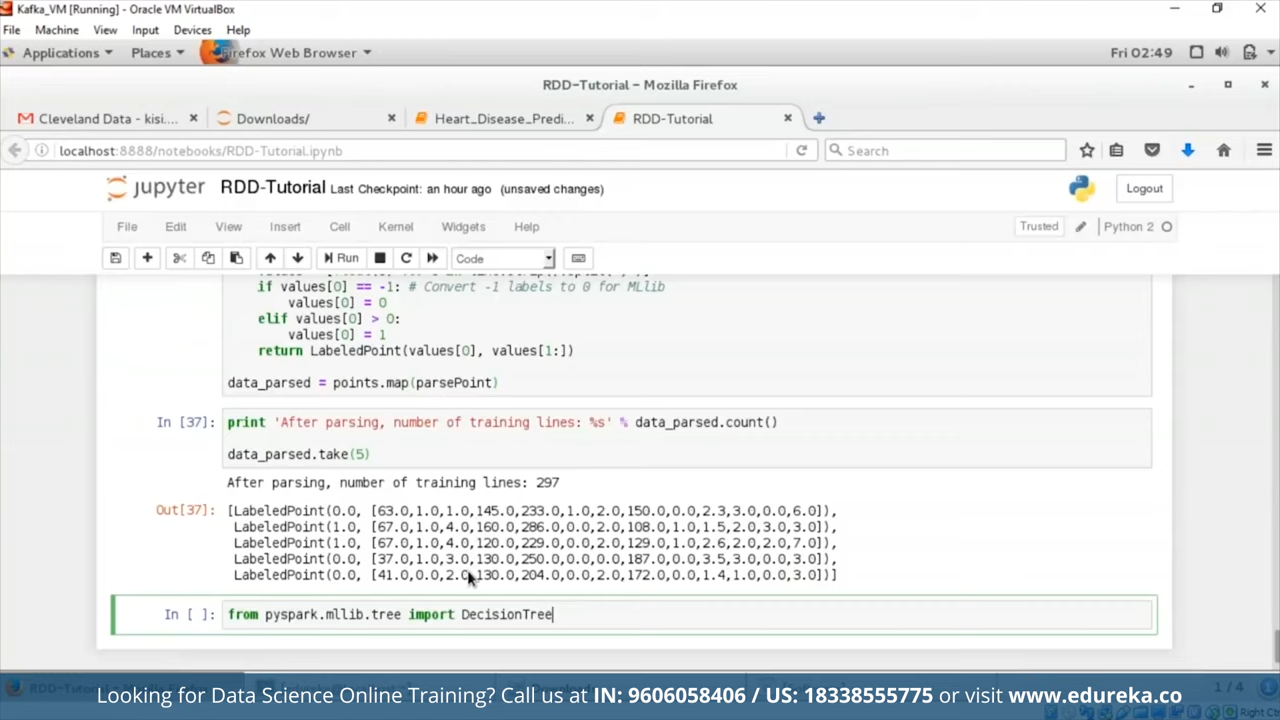 Kafka_VM [Running] - Oracle VM VirtualBox
File Machine View Input Devices Help
Applications Places Firefox Web Browser Fri 02:49
RDD-Tutorial - Mozilla Firefox
Cleveland Data - kisi.... Downloads/ Heart_Disease_Predi... RDD-Tutorial
localhost:8888/notebooks/RDD-Tutorial.ipynb Search
jupyter RDD-Tutorial Last Checkpoint: an hour ago (unsaved changes) Logout
File Edit View Insert Cell Kernel Widgets Help Trusted Python 2
Run Code
if values[0] == -1: # Convert -1 labels to 0 for MLlib
values[0] = 0
elif values[0] > 0:
values[0] = 1
return LabeledPoint(values[0], values[1:])
data_parsed = points.map(parsePoint)
In [37]: print 'After parsing, number of training lines: %s' % data_parsed.count()
data_parsed.take(5)
After parsing, number of training lines: 297
Out[37]: [LabeledPoint(0.0, [63.0,1.0,1.0,145.0,233.0,1.0,2.0,150.0,0.0,2.3,3.0,0.0,6.0]),
LabeledPoint(1.0, [67.0,1.0,4.0,160.0,286.0,0.0,2.0,108.0,1.0,1.5,2.0,3.0,3.0]),
LabeledPoint(1.0, [67.0,1.0,4.0,120.0,229.0,0.0,2.0,129.0,1.0,2.6,2.0,2.0,7.0]),
LabeledPoint(0.0, [37.0,1.0,3.0,130.0,250.0,0.0,0.0,187.0,0.0,3.5,3.0,0.0,3.0]),
LabeledPoint(0.0, [41.0,0.0,2.0,130.0,204.0,0.0,2.0,172.0,0.0,1.4,1.0,0.0,3.0])]
In [ ]: from pyspark.mllib.tree import DecisionTree
Looking for Data Science Online Training? Call us at IN: 9606058406 / US: 18338555775 or visit www.edureka.co
1 / 4
Right Ct